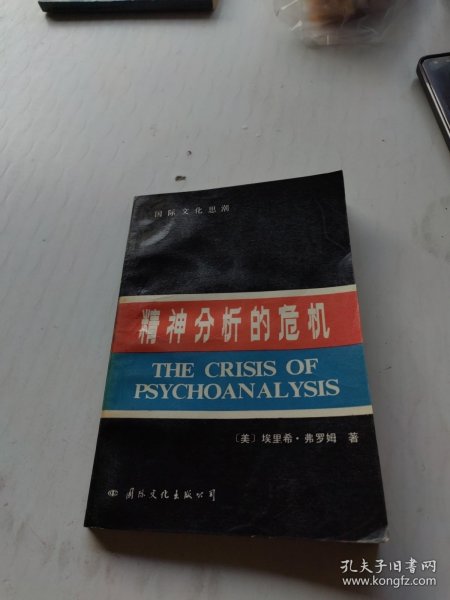 国际文化思潮
精神分析的危机
THE CRISIS OF
PSYCHOANALYSIS
〔美〕埃里希·弗罗姆 著
国际文化出版公司
孔夫子旧书网
www.kongfz.com